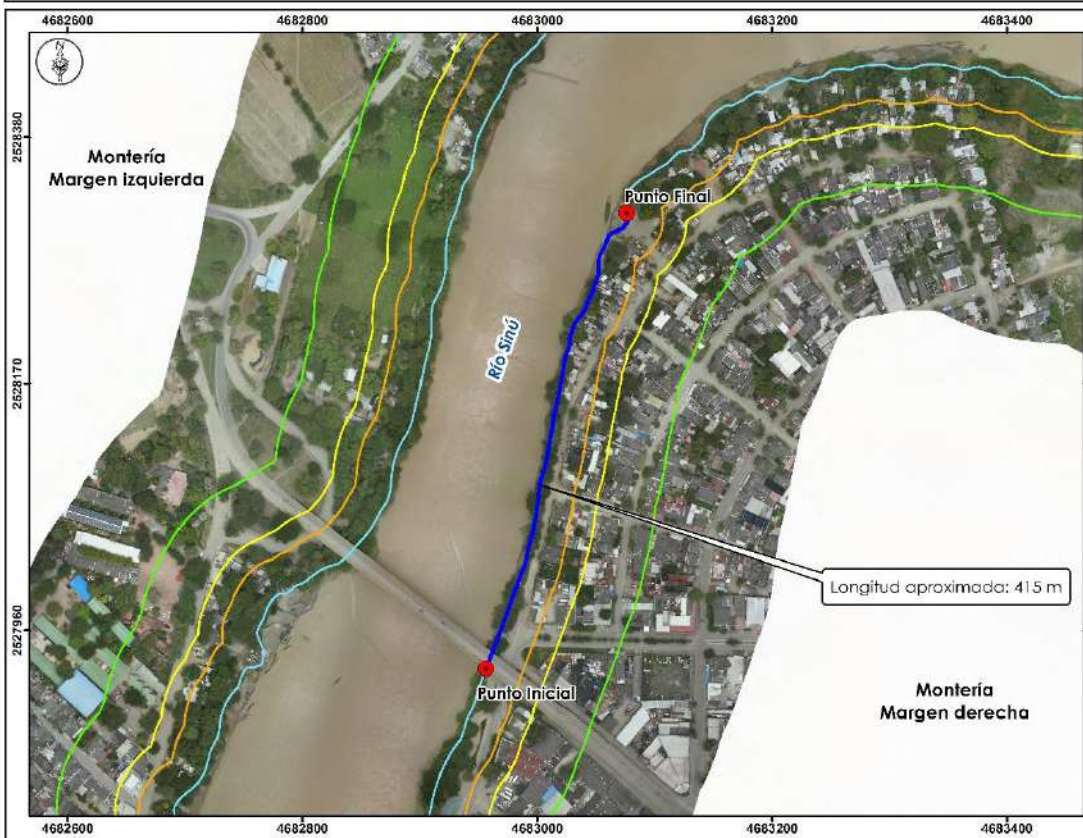 4682600 4682800 4683000 4683200 4683400
N
2528380
Montería
Margen izquierda
Punto Final
Río Sinú
2528170
Longitud aproximada: 415 m
2527960
Punto Inicial
Montería
Margen derecha
4682600 4682800 4683000 4683200 4683400